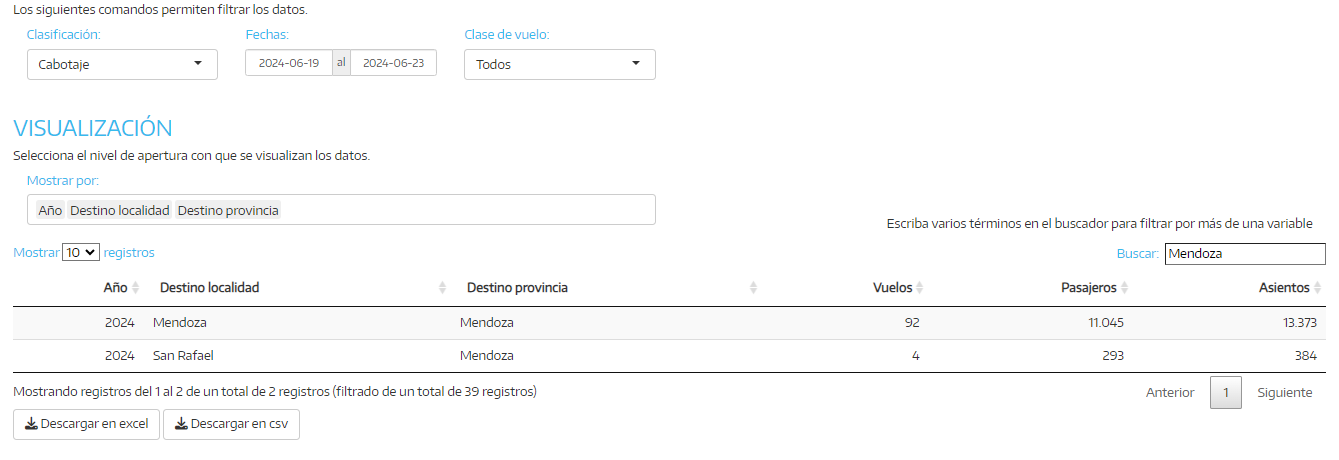 Los siguientes comandos permiten filtrar los datos.
Clasificación: Fechas: Clase de vuelo:
Cabotaje 2024-06-19 al 2024-06-23 Todos
VISUALIZACIÓN
Selecciona el nivel de apertura con que se visualizan los datos.
Mostrar por:
Año Destino localidad Destino provincia
Escriba varios términos en el buscador para filtrar por más de una variable
Mostrar 10 registros Buscar: Mendoza
Año Destino localidad Destino provincia Vuelos Pasajeros Asientos
2024 Mendoza Mendoza 92 11.045 13.373
2024 San Rafael Mendoza 4 293 384
Mostrando registros del 1 al 2 de un total de 2 registros (filtrado de un total de 39 registros) Anterior 1 Siguiente
Descargar en excel Descargar en csv